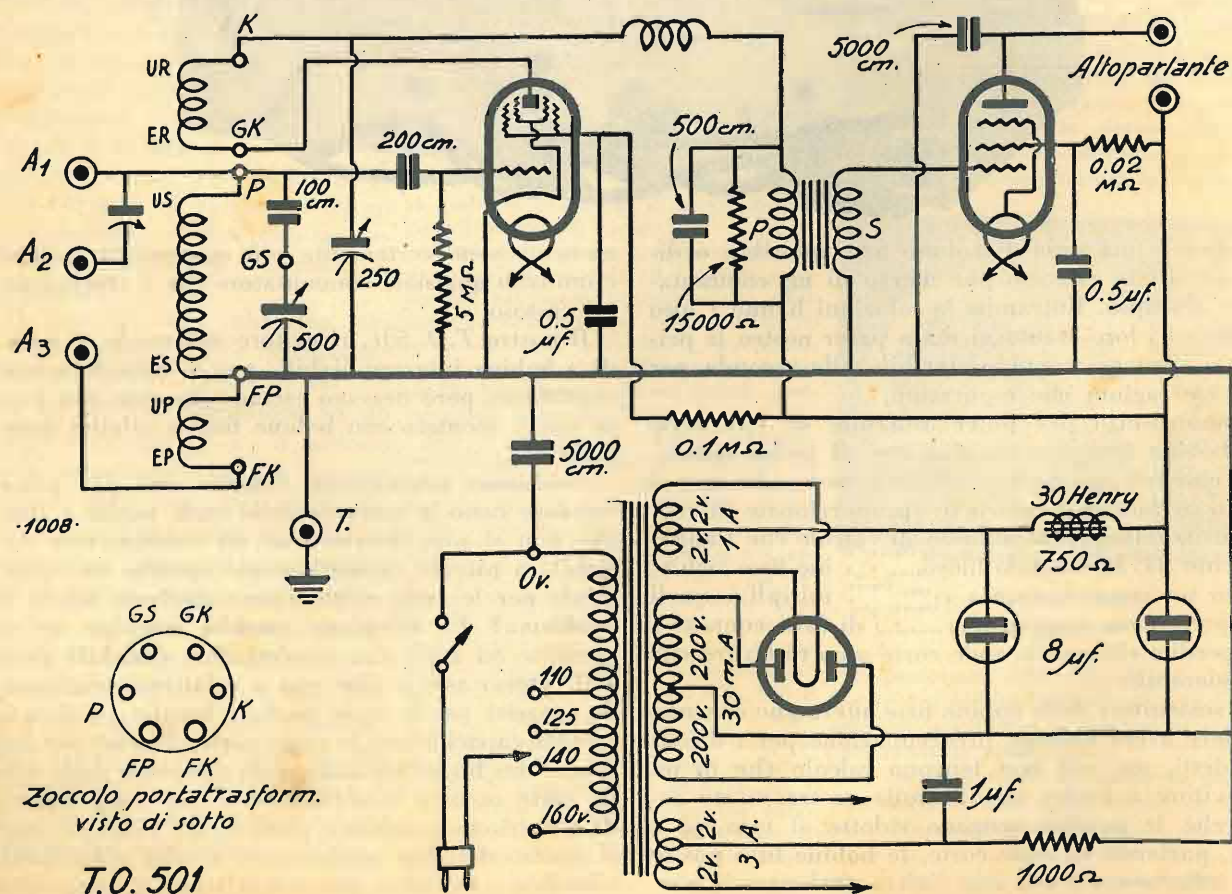 K
UR
ER
GK
A1
P
US
100
cm.
A2
GS
250
500
A3
ES
FP
UP
EP
FK
·1008·
200 cm.
5 MΩ
0.5
µf.
500 cm.
P
S
15000 Ω
5000
cm.
Altoparlante
0.02
MΩ
0.5 µf.
0.1 MΩ
5000
cm.
T.
0v.
110
125
140
160v.
2v. 2v.
1 A
200v. 200v.
30 mA
2v. 2v.
3 A.
30 Henry
750 Ω
8 µf.
1 µf.
1000 Ω
GS
GK
P
K
FP
FK
Zoccolo portatrasform.
visto di sotto
T.O. 501